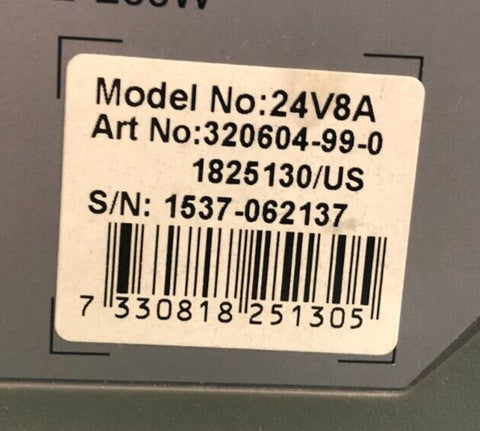 Model No:24V8A
Art No:320604-99-0
1825130/US
S/N: 1537-062137
7 330818 251305